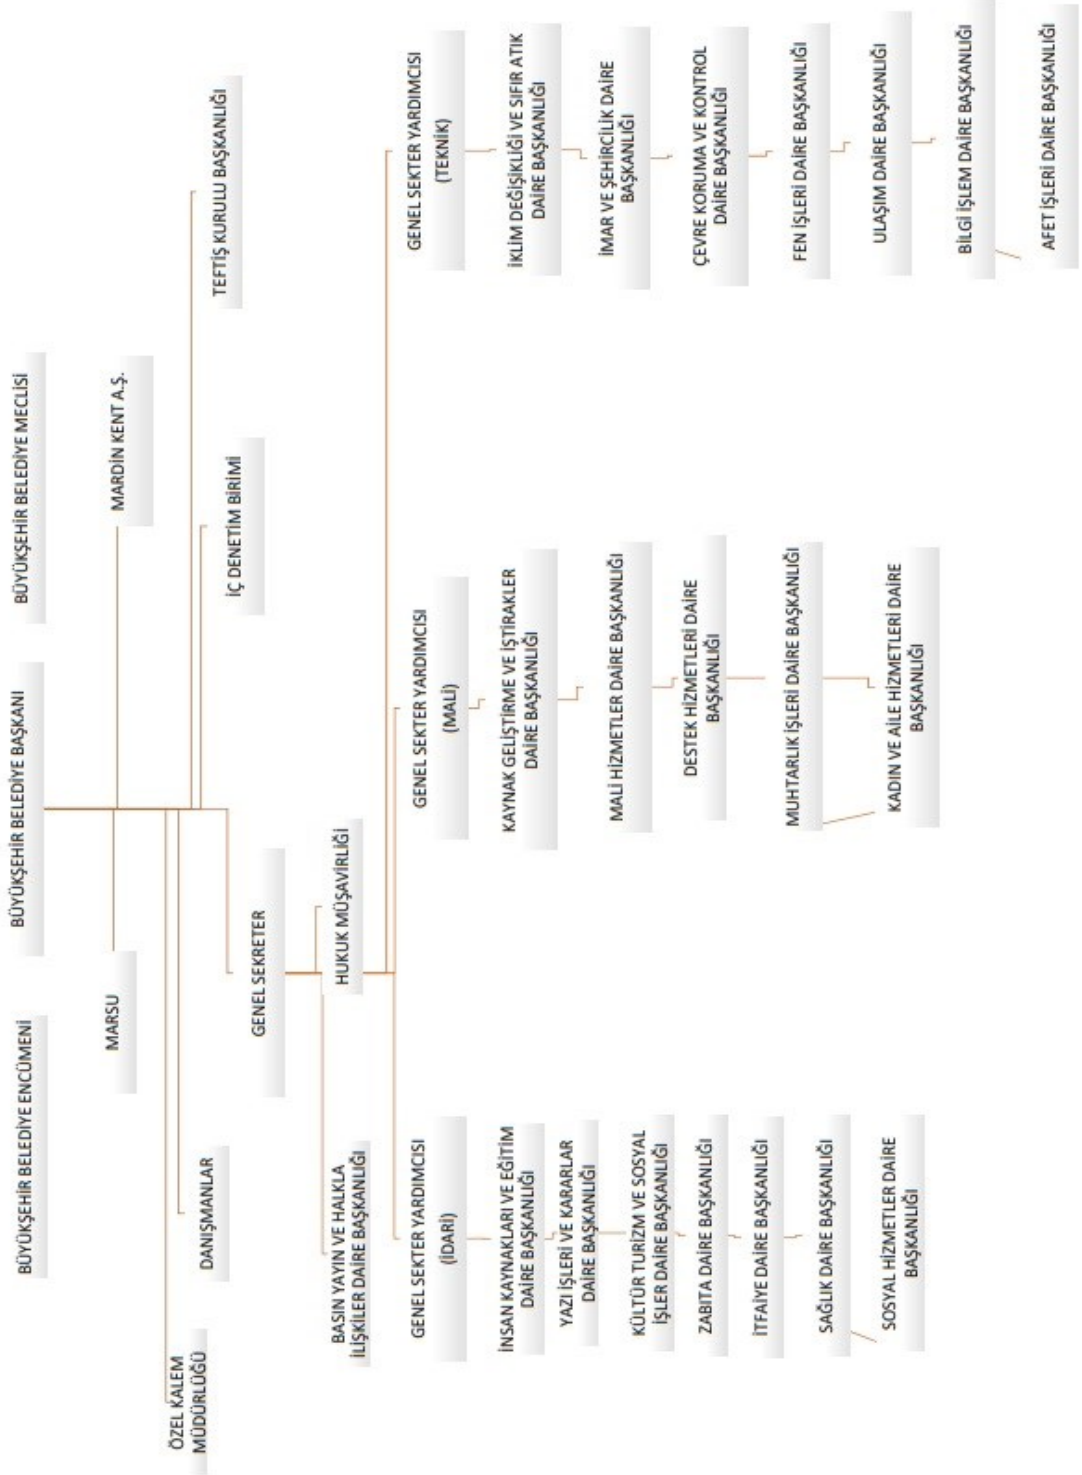 BÜYÜKŞEHİR BELEDİYE ENCÜMENİ
BÜYÜKŞEHİR BELEDİYE BAŞKANI
BÜYÜKŞEHİR BELEDİYE MECLİSİ
MARSU
MARDİN KENT A.Ş.
ÖZEL KALEM
MÜDÜRLÜĞÜ
DANIŞMANLAR
İÇ DENETİM BİRİMİ
TEFTİŞ KURULU BAŞKANLIĞI
GENEL SEKRETER
BASIN YAYIN VE HALKLA
İLİŞKİLER DAİRE BAŞKANLIĞI
HUKUK MÜŞAVİRLİĞİ
GENEL SEKTER YARDIMCISI
(İDARİ)
İNSAN KAYNAKLARI VE EĞİTİM
DAİRE BAŞKANLIĞI
YAZI İŞLERİ VE KARARLAR
DAİRE BAŞKANLIĞI
KÜLTÜR TURİZM VE SOSYAL
İŞLER DAİRE BAŞKANLIĞI
ZABITA DAİRE BAŞKANLIĞI
İTFAİYE DAİRE BAŞKANLIĞI
SAĞLIK DAİRE BAŞKANLIĞI
SOSYAL HİZMETLER DAİRE
BAŞKANLIĞI
GENEL SEKTER YARDIMCISI
(MALİ)
KAYNAK GELİŞTİRME VE İŞTİRAKLER
DAİRE BAŞKANLIĞI
MALİ HİZMETLER DAİRE BAŞKANLIĞI
DESTEK HİZMETLERİ DAİRE
BAŞKANLIĞI
MUHTARLIK İŞLERİ DAİRE BAŞKANLIĞI
KADIN VE AİLE HİZMETLERİ DAİRE
BAŞKANLIĞI
GENEL SEKTER YARDIMCISI
(TEKNİK)
İKLİM DEĞİŞİKLİĞİ VE SIFIR ATIK
DAİRE BAŞKANLIĞI
İMAR VE ŞEHİRCİLİK DAİRE
BAŞKANLIĞI
ÇEVRE KORUMA VE KONTROL
DAİRE BAŞKANLIĞI
FEN İŞLERİ DAİRE BAŞKANLIĞI
ULAŞIM DAİRE BAŞKANLIĞI
BİLGİ İŞLEM DAİRE BAŞKANLIĞI
AFET İŞLERİ DAİRE BAŞKANLIĞI